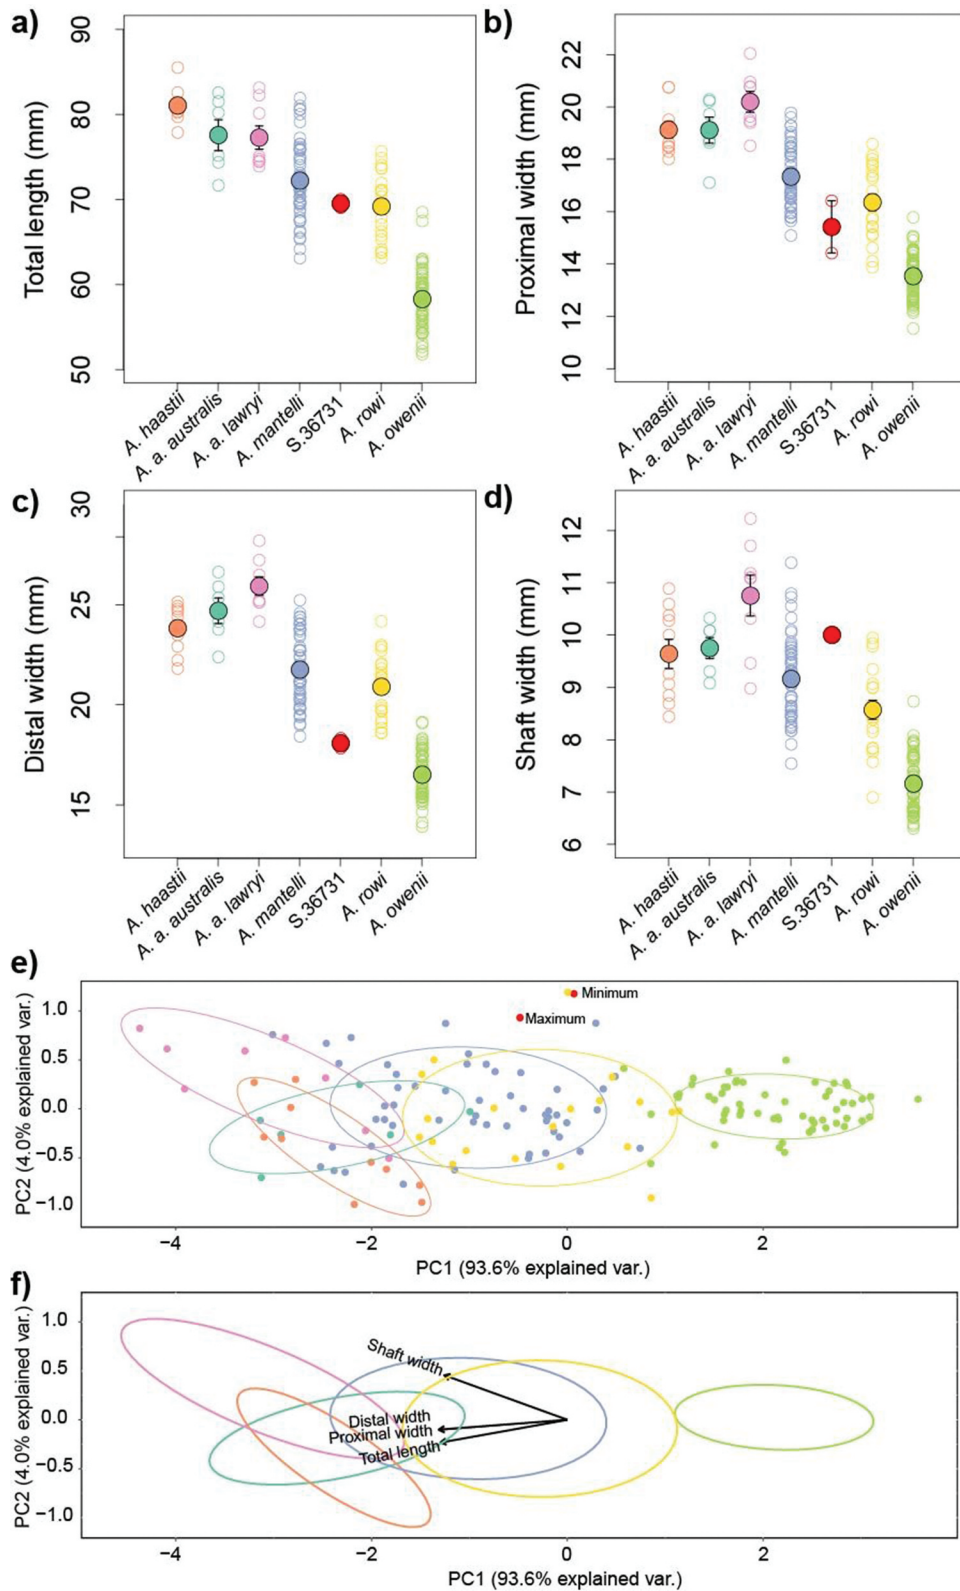 a)
Total length (mm)
90
80
70
60
50
A. haastii
A. a. australis
A. a. lawryi
A. mantelli
S.36731
A. rowi
A. owenii
b)
Proximal width (mm)
22
20
18
16
14
12
10
A. haastii
A. a. australis
A. a. lawryi
A. mantelli
S.36731
A. rowi
A. owenii
c)
Distal width (mm)
30
25
20
15
A. haastii
A. a. australis
A. a. lawryi
A. mantelli
S.36731
A. rowi
A. owenii
d)
Shaft width (mm)
12
11
10
9
8
7
6
A. haastii
A. a. australis
A. a. lawryi
A. mantelli
S.36731
A. rowi
A. owenii
e)
PC2 (4.0% explained var.)
1.0
0.5
0.0
−0.5
−1.0
Minimum
Maximum
−4
−2
0
2
PC1 (93.6% explained var.)
f)
PC2 (4.0% explained var.)
1.0
0.5
0.0
−0.5
−1.0
Shaft width
Distal width
Proximal width
Total length
−4
−2
0
2
PC1 (93.6% explained var.)